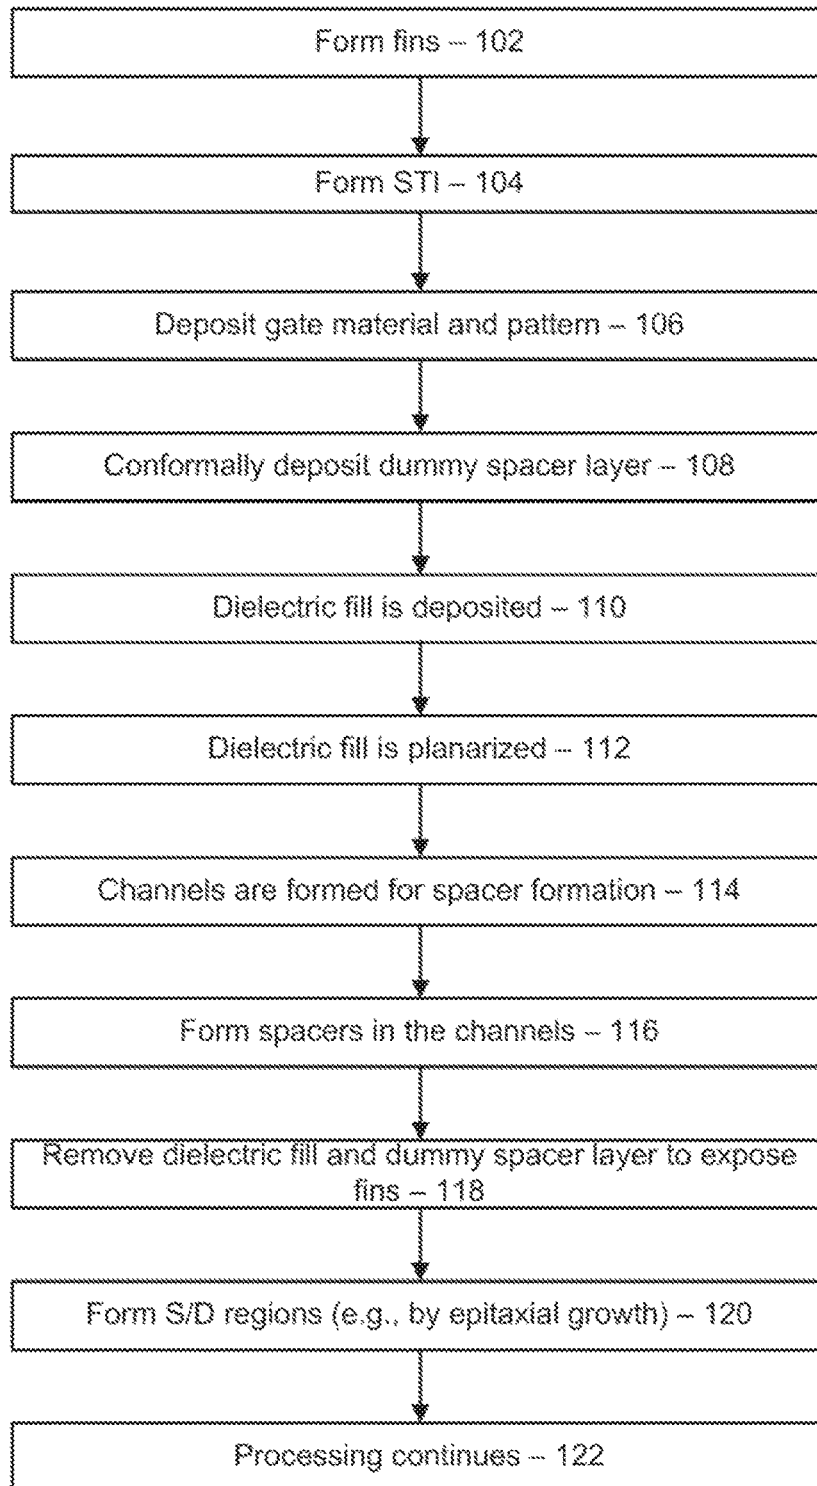 Form fins – 102
Form STI – 104
Deposit gate material and pattern – 106
Conformally deposit dummy spacer layer – 108
Dielectric fill is deposited – 110
Dielectric fill is planarized – 112
Channels are formed for spacer formation – 114
Form spacers in the channels – 116
Remove dielectric fill and dummy spacer layer to expose
fins – 118
Form S/D regions (e.g., by epitaxial growth) – 120
Processing continues – 122